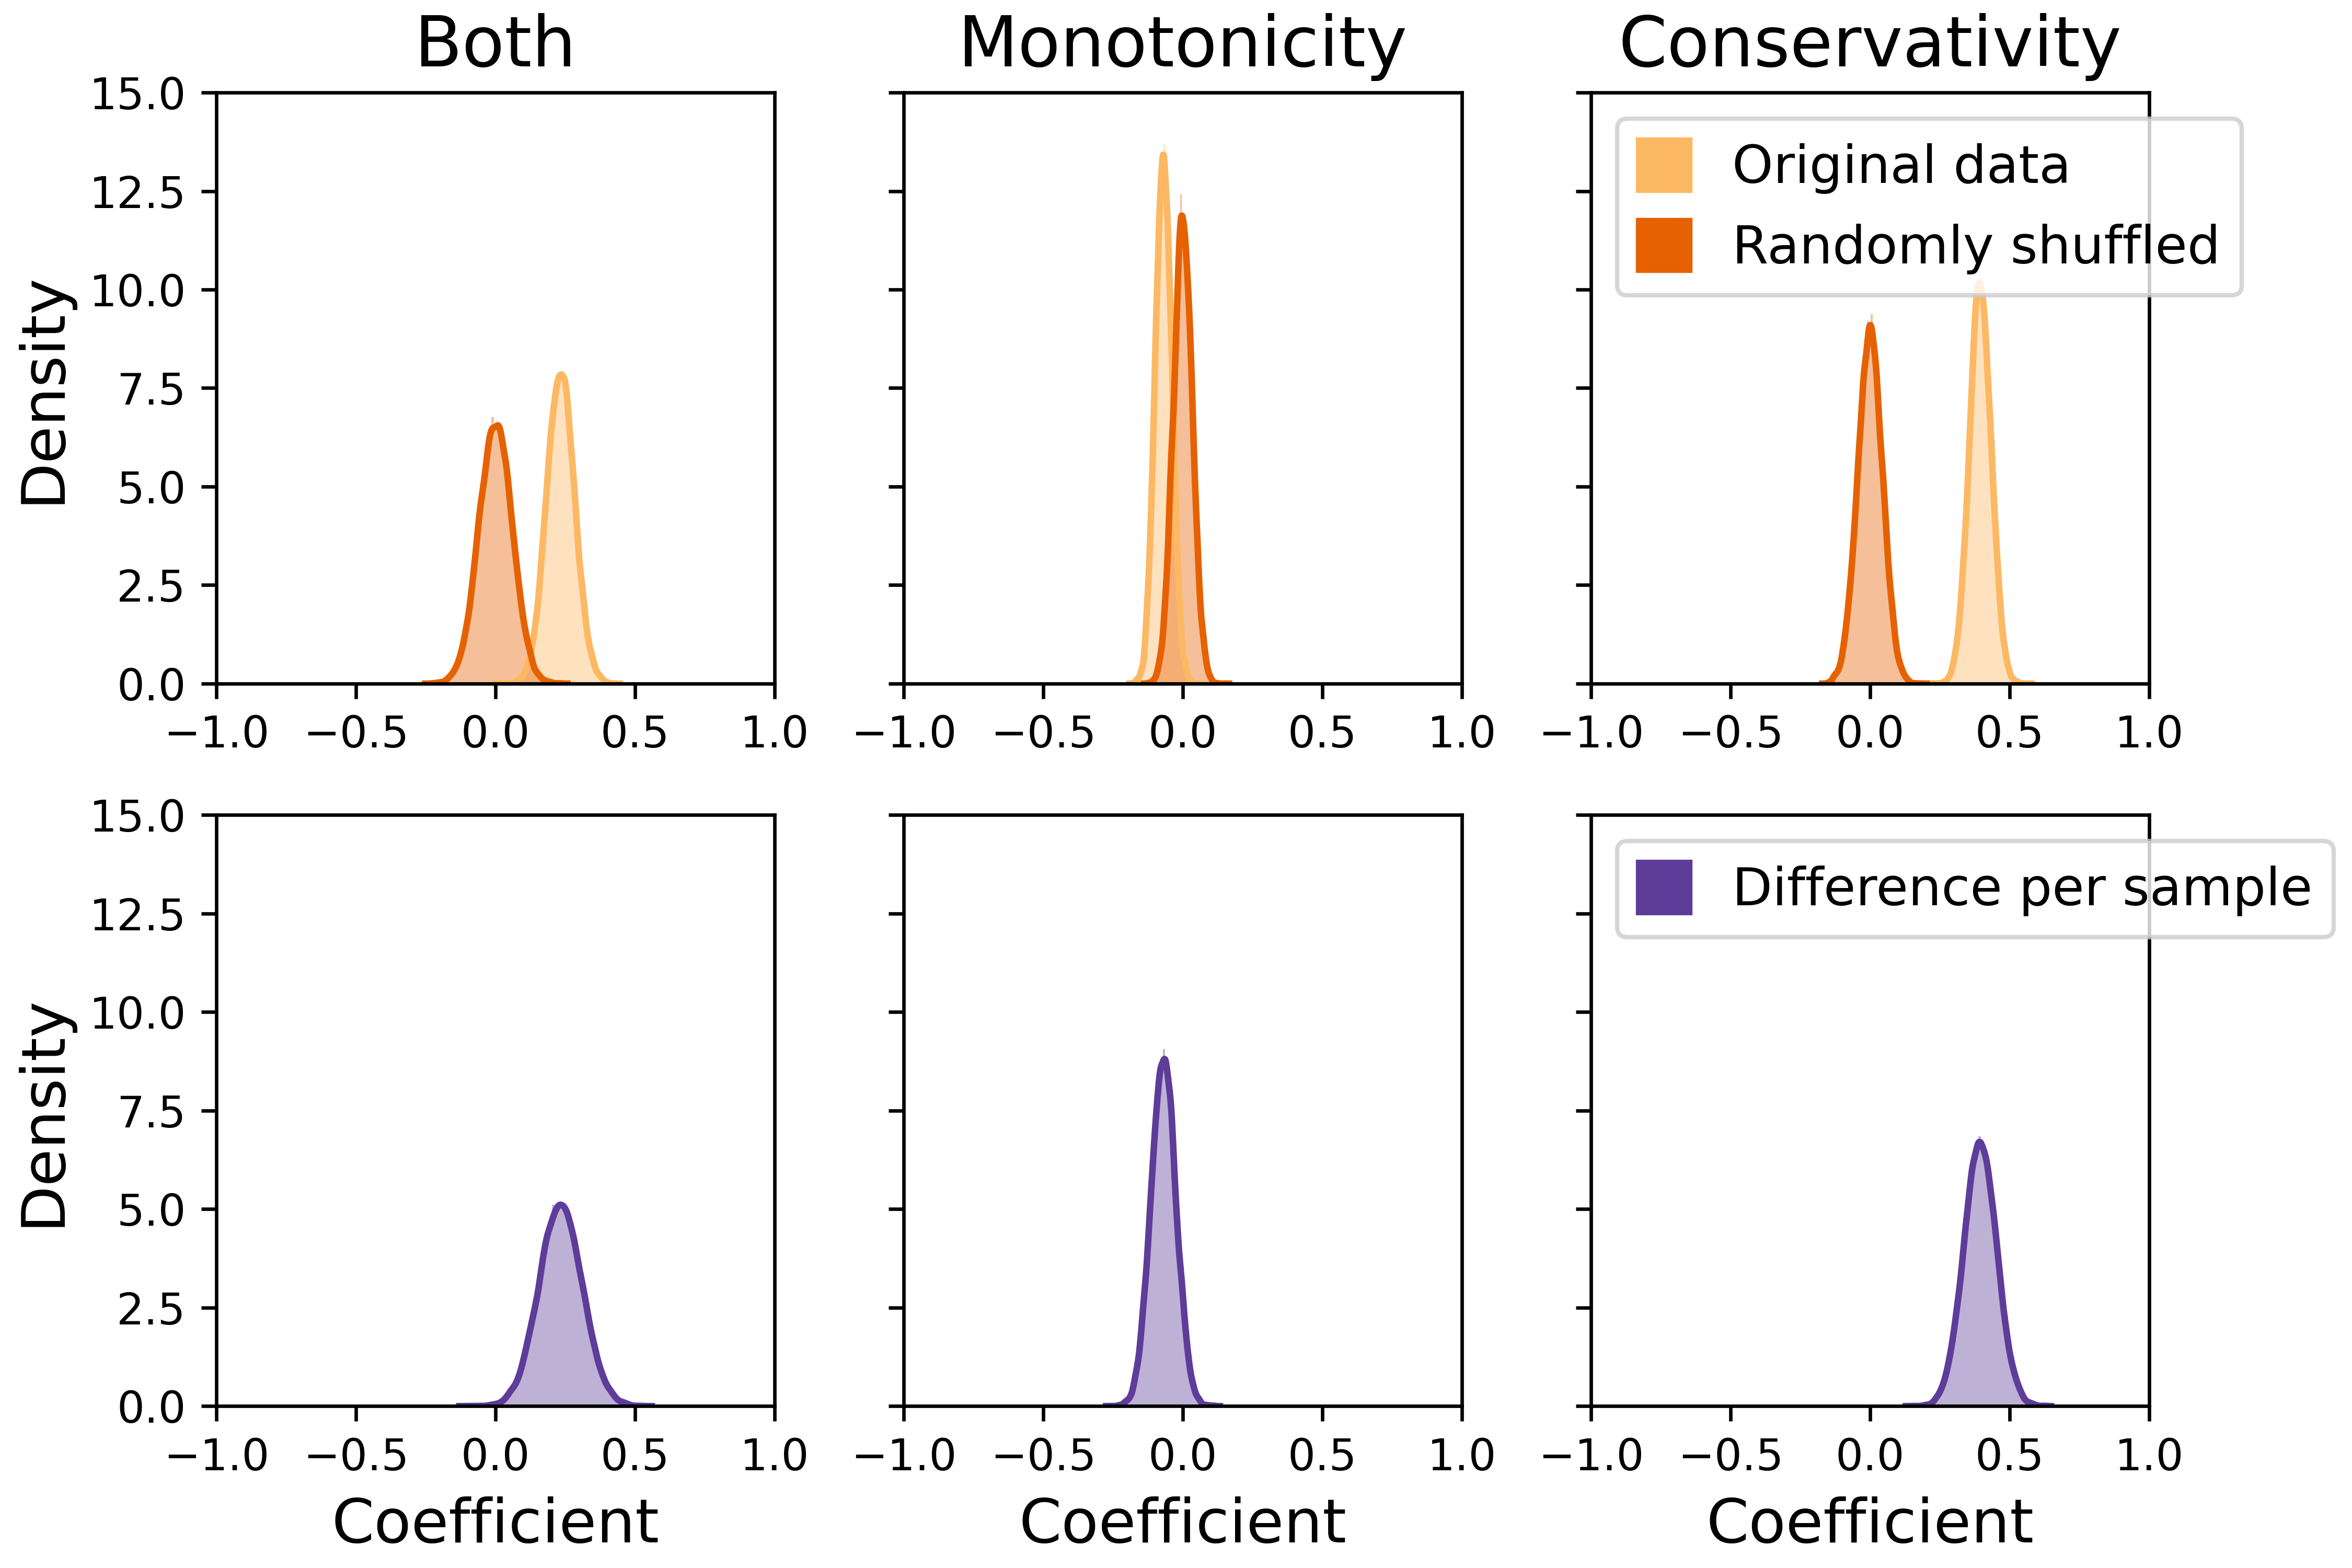 Both
Monotonicity
Conservativity
Density
15.0
12.5
10.0
7.5
5.0
2.5
0.0
−1.0 −0.5 0.0 0.5 1.0
−1.0 −0.5 0.0 0.5 1.0
Original data
Randomly shuffled
−1.0 −0.5 0.0 0.5 1.0
Density
15.0
12.5
10.0
7.5
5.0
2.5
0.0
−1.0 −0.5 0.0 0.5 1.0
Coefficient
−1.0 −0.5 0.0 0.5 1.0
Coefficient
Difference per sample
−1.0 −0.5 0.0 0.5 1.0
Coefficient